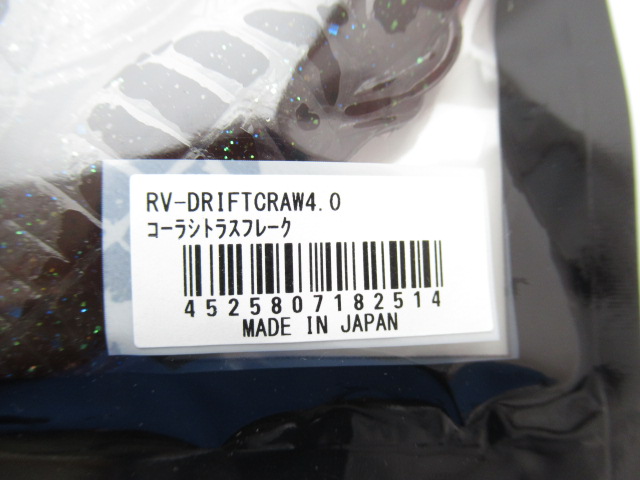 RV-DRIFTCRAW4.0
ｺｰﾗｼﾄﾗｽﾌﾚｰｸ
4525807182514
MADE IN JAPAN